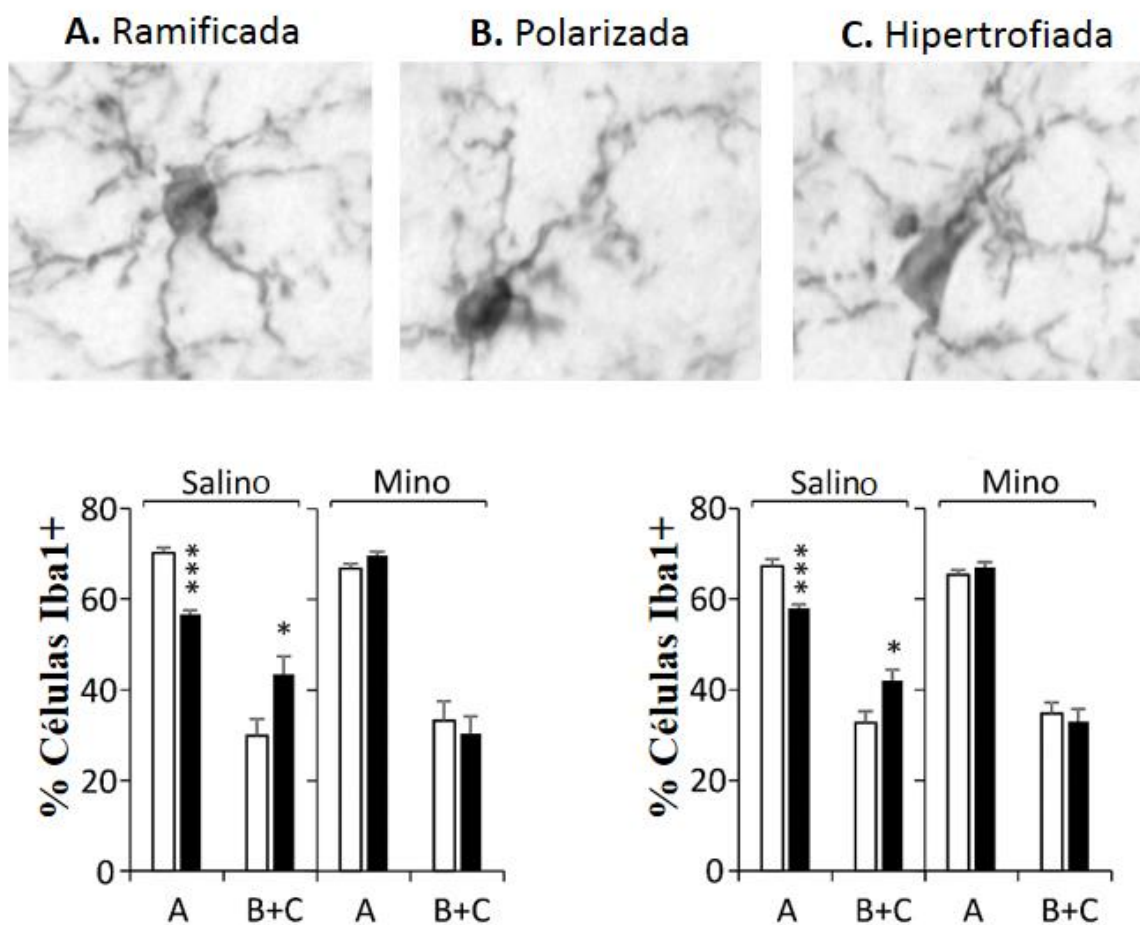 A. Ramificada
B. Polarizada
C. Hipertrofiada
Salino
Mino
% Células Iba1+
80
60
40
20
0
***
*
A
B+C
A
B+C
Salino
Mino
% Células Iba1+
80
60
40
20
0
***
*
A
B+C
A
B+C